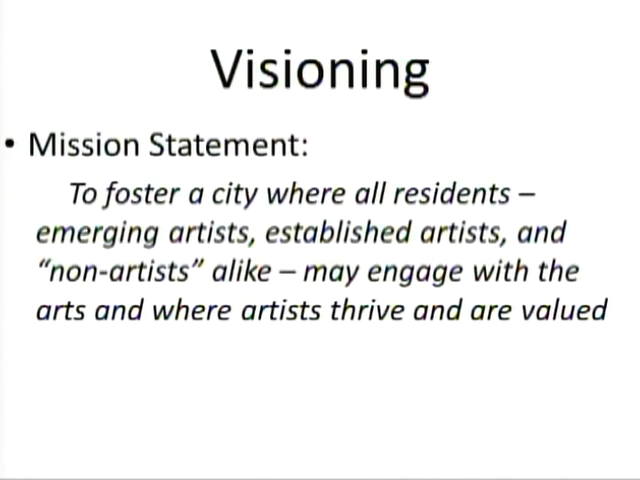 Visioning
• Mission Statement:
To foster a city where all residents –
emerging artists, established artists, and
“non-artists” alike – may engage with the
arts and where artists thrive and are valued